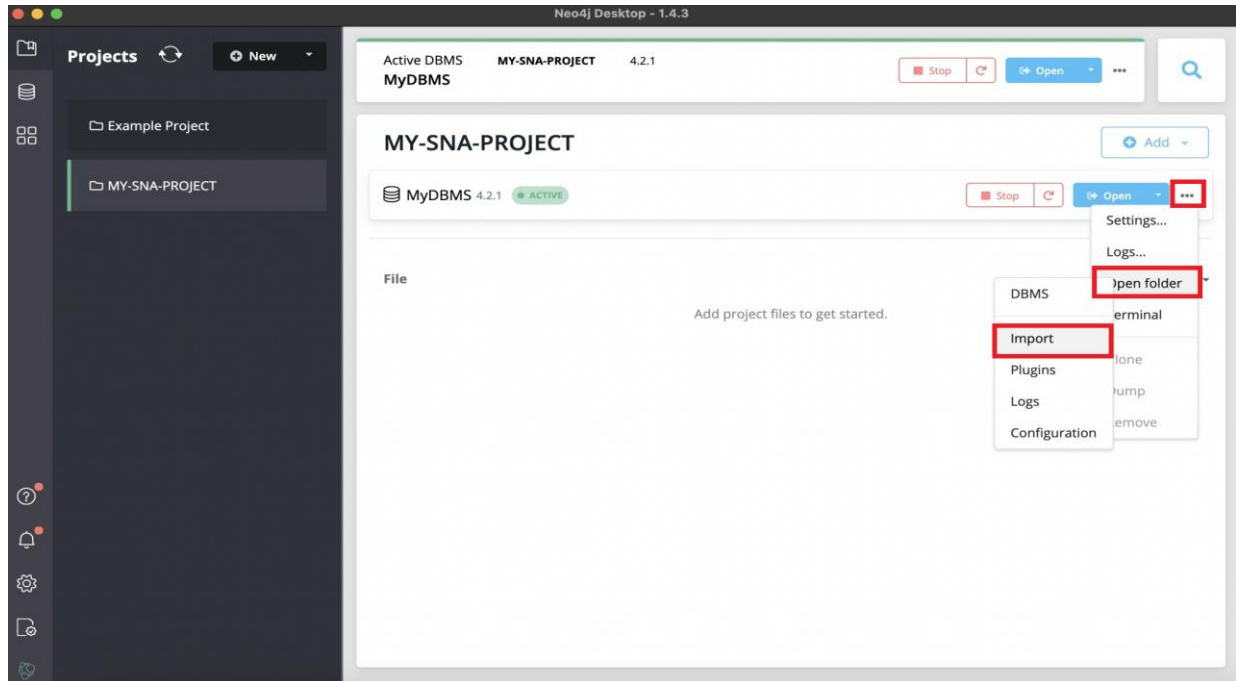 Neo4j Desktop - 1.4.3
Projects
New
Example Project
MY-SNA-PROJECT
Active DBMS MY-SNA-PROJECT 4.2.1
MyDBMS
Stop Open
MY-SNA-PROJECT
Add
MyDBMS 4.2.1 ACTIVE
Stop Open
Settings...
Logs...
Open folder
erminal
lone
ump
emove
File
Add project files to get started.
DBMS
Import
Plugins
Logs
Configuration